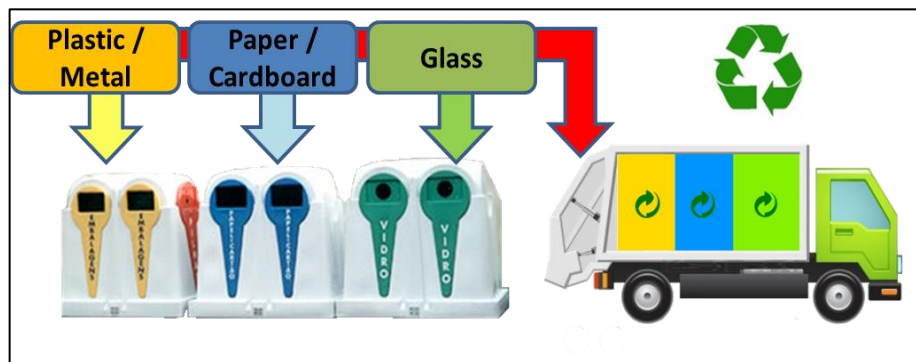 Plastic /
Metal
Paper /
Cardboard
Glass
EMBALAGENS
EMBALAGENS
PAPEL/CARTÃO
PAPEL/CARTÃO
VIDRO
VIDRO